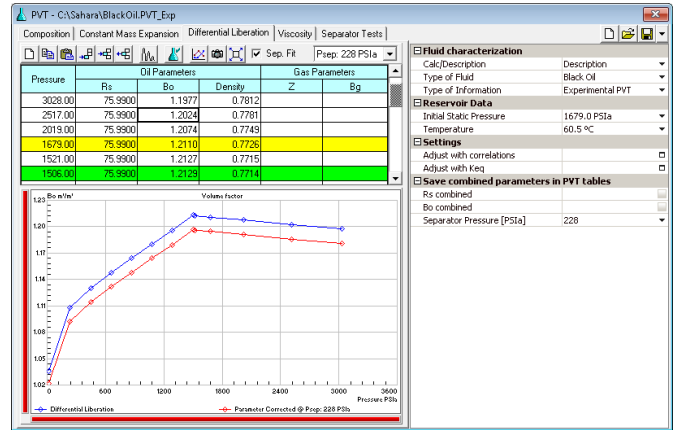 PVT - C:\Sahara\BlackOil.PVT_Exp
Composition Constant Mass Expansion Differential Liberation Viscosity Separator Tests
Sep. Fit Psep: 228 PSIa
Pressure Oil Parameters Gas Parameters
Rs Bo Density Z Bg
3028.00 75.9900 1.1977 0.7812
2517.00 75.9900 1.2024 0.7781
2019.00 75.9900 1.2074 0.7749
1679.00 75.9900 1.2110 0.7726
1521.00 75.9900 1.2127 0.7715
1506.00 75.9900 1.2129 0.7714
Bo m³/m³ Volume factor
1.23
1.20
1.17
1.14
1.11
1.08
1.05
1.02
0 600 1200 1800 2400 3000 3600
Pressure PSIa
Differential Liberation Parameter Corrected @ Psep: 228 PSIa
Fluid characterization
Calc/Description Description
Type of Fluid Black Oil
Type of Information Experimental PVT
Reservoir Data
Initial Static Pressure 1679.0 PSIa
Temperature 60.5 ºC
Settings
Adjust with correlations
Adjust with Keq
Save combined parameters in PVT tables
Rs combined
Bo combined
Separator Pressure [PSIa] 228